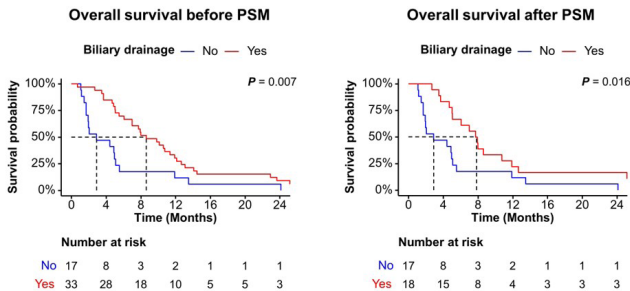 Overall survival before PSM
Biliary drainage No Yes
P = 0.007
Survival probability
100%
75%
50%
25%
0%
0 4 8 12 16 20 24
Time (Months)
Number at risk
No 17 8 3 2 1 1 1
Yes 33 28 18 10 5 5 3
Overall survival after PSM
Biliary drainage No Yes
P = 0.016
Survival probability
100%
75%
50%
25%
0%
0 4 8 12 16 20 24
Time (Months)
Number at risk
No 17 8 3 2 1 1 1
Yes 18 15 8 4 3 3 3